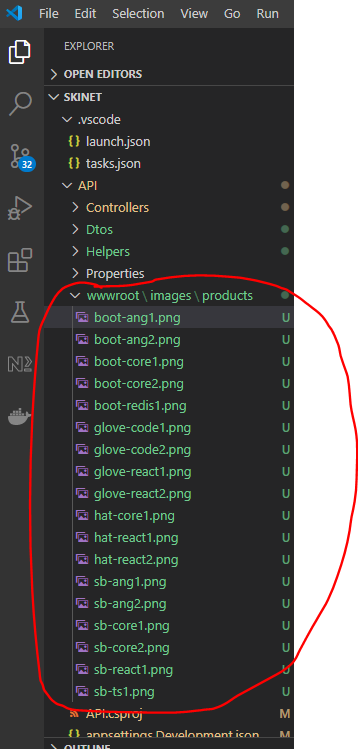 File Edit Selection View Go Run
EXPLORER
OPEN EDITORS
SKINET
.vscode
{ } launch.json
{ } tasks.json
32
API
Controllers
Dtos
Helpers
Properties
wwwroot \ images \ products
boot-ang1.png U
boot-ang2.png U
boot-core1.png U
boot-core2.png U
boot-redis1.png U
glove-code1.png U
glove-code2.png U
glove-react1.png U
glove-react2.png U
hat-core1.png U
hat-react1.png U
hat-react2.png U
sb-ang1.png U
sb-ang2.png U
sb-core1.png U
sb-core2.png U
sb-react1.png U
sb-ts1.png U
API.csproj M
{ } appsettings.Development.json M
OUTLINE